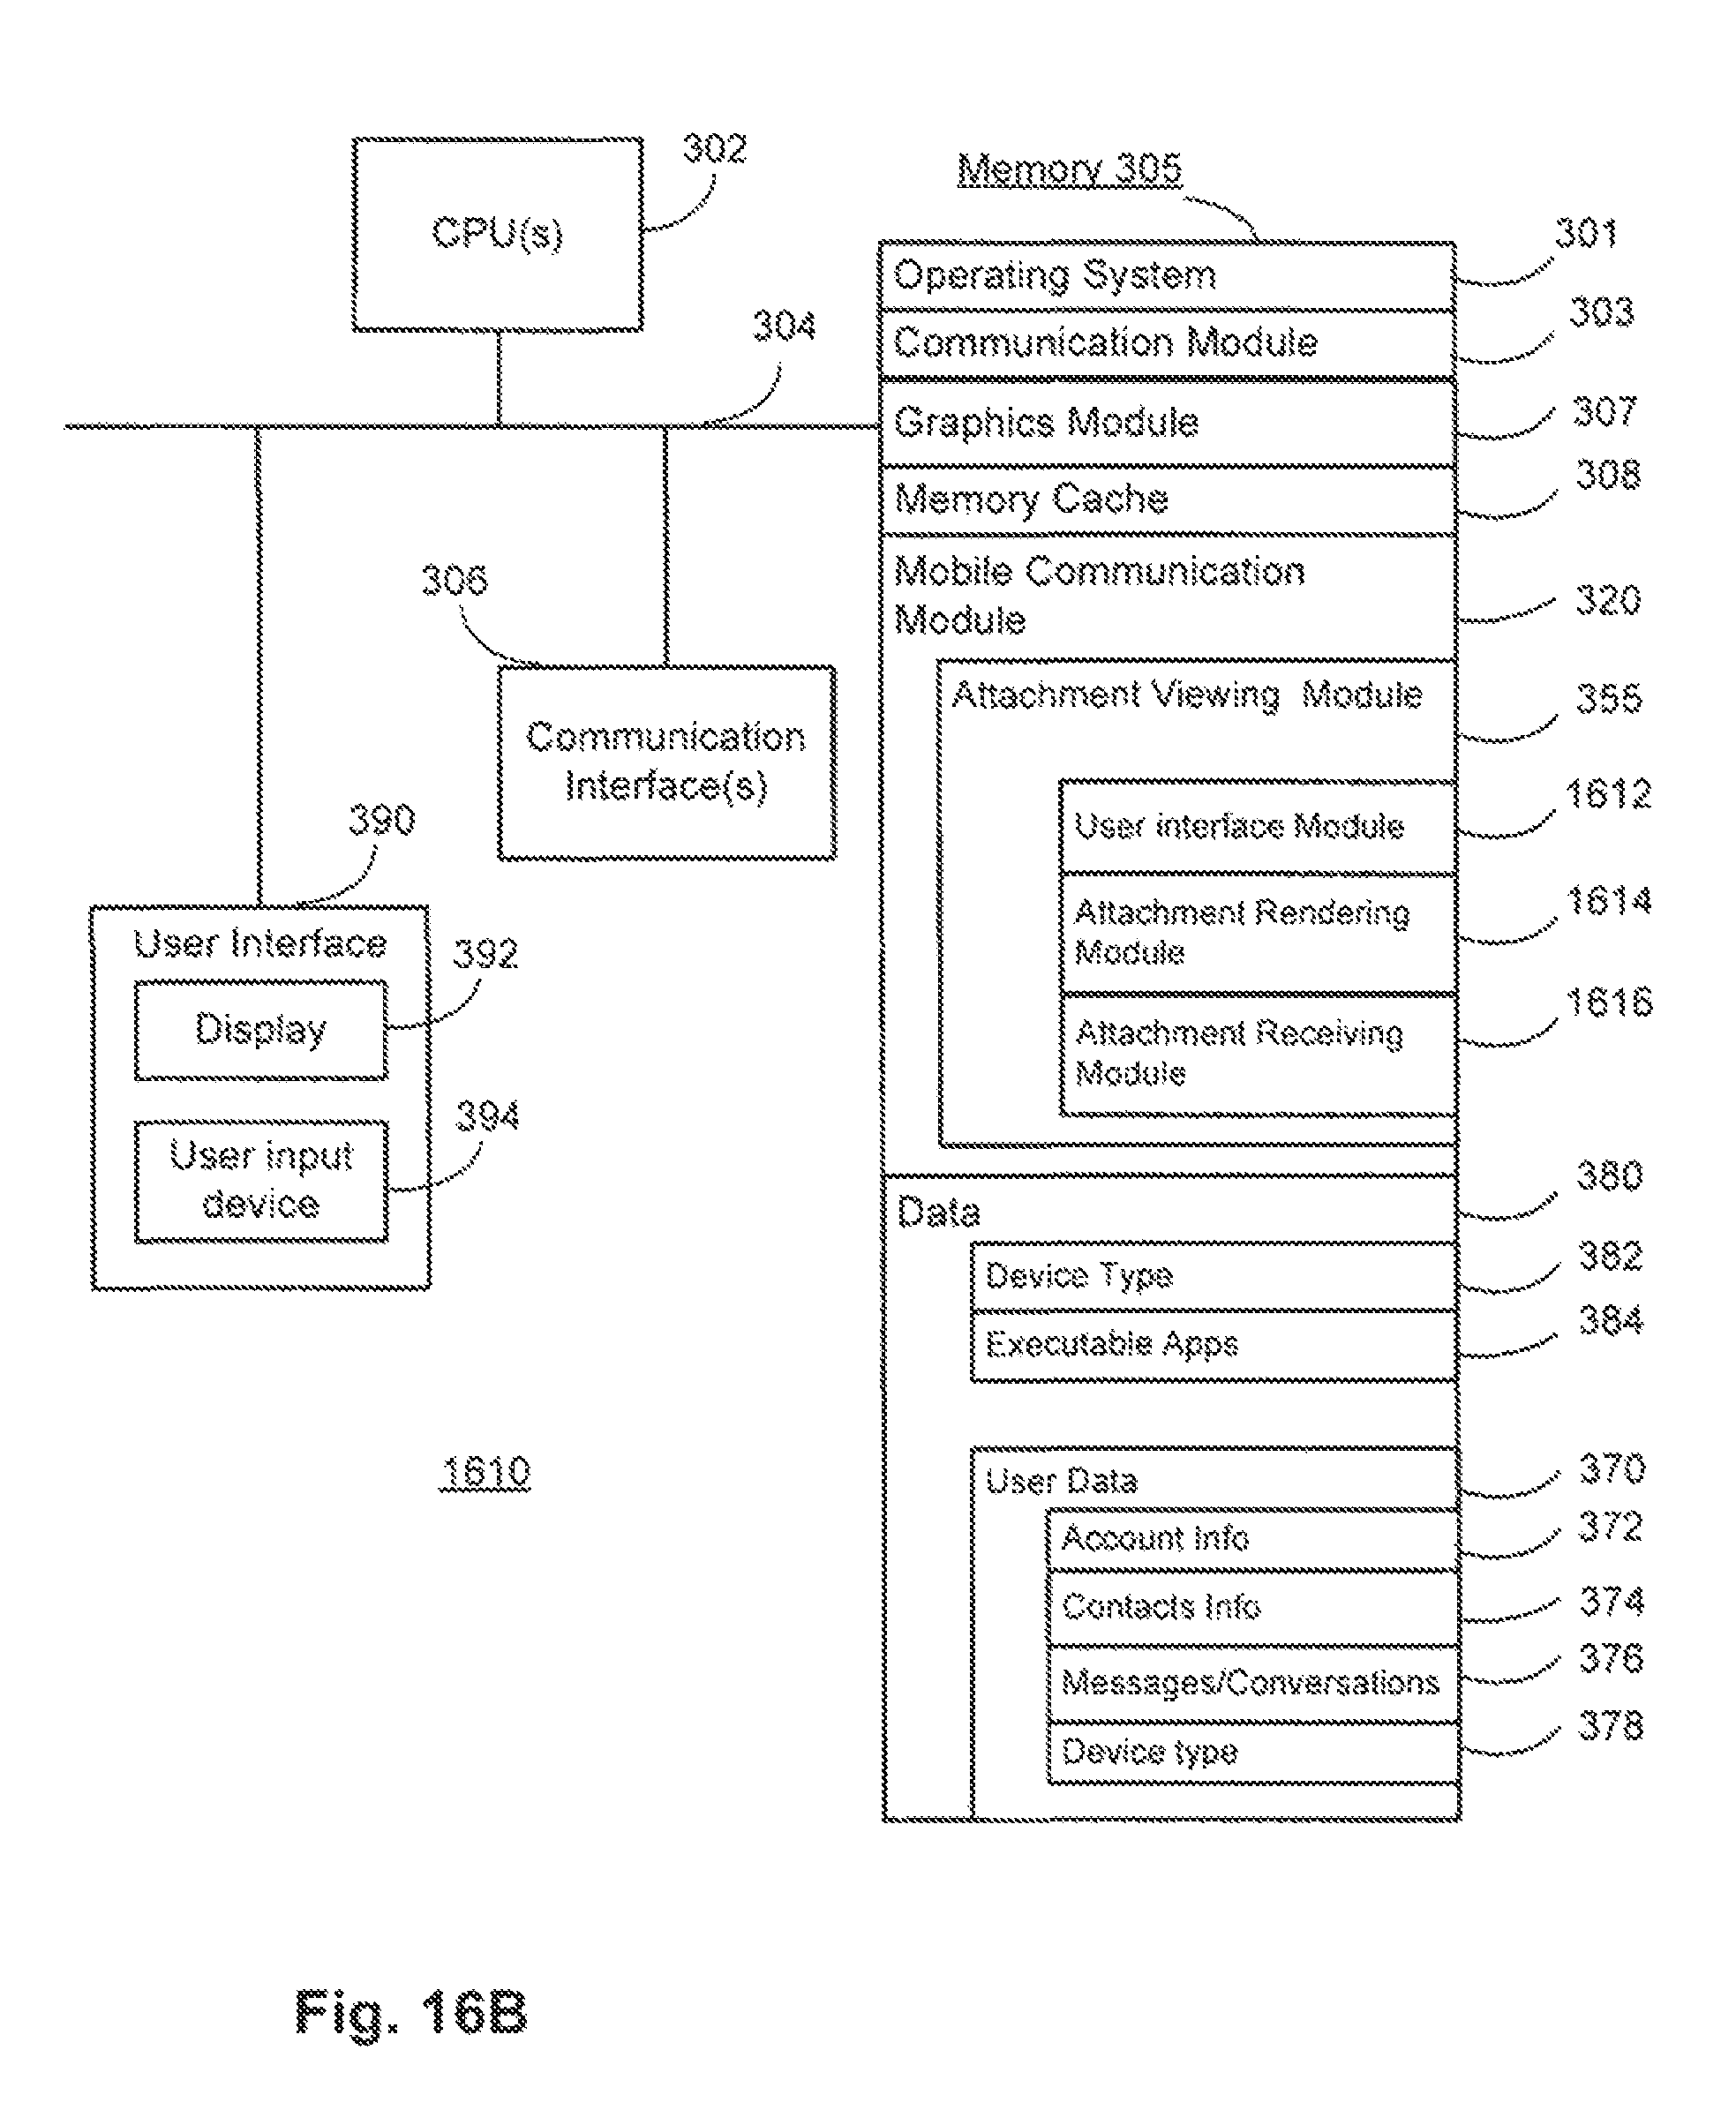 302
CPU(s)
304
306
Communication
Interface(s)
390
User Interface
392
Display
394
User input
device
1610
Memory 305
Operating System
301
Communication Module
303
Graphics Module
307
Memory Cache
308
Mobile Communication
Module
320
Attachment Viewing Module
355
User interface Module
1612
Attachment Rendering
Module
1614
Attachment Receiving
Module
1616
Data
380
Device Type
382
Executable Apps
384
User Data
370
Account Info
372
Contacts Info
374
Messages/Conversations
376
Device type
378
Fig. 16B